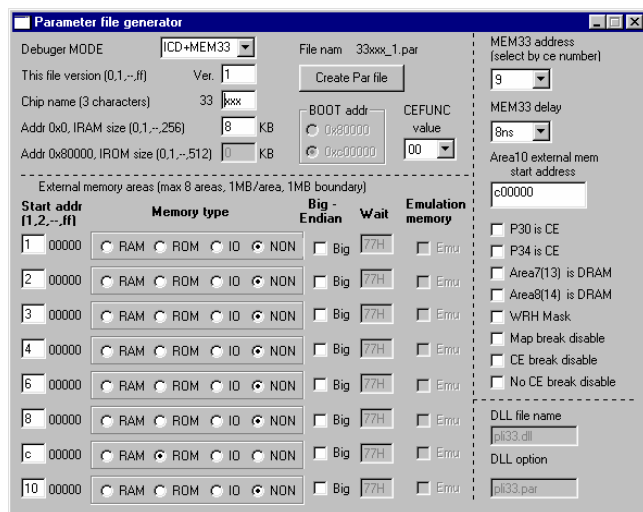 Parameter file generator
Debuger MODE ICD+MEM33 File nam 33xxx_1.par
This file version (0,1,--,ff) Ver. 1 Create Par file
Chip name (3 characters) 33 xxx
Addr 0x0, IRAM size (0,1,--,256) 8 KB
Addr 0x80000, IROM size (0,1,--,512) 0 KB
BOOT addr
0x80000
0xc00000
CEFUNC
value
00
External memory areas (max 8 areas, 1MB/area, 1MB boundary)
Start addr
(1,2,--,ff)
Memory type
Big -
Endian
Wait
Emulation
memory
1 00000 RAM ROM IO NON Big 77H Emu
2 00000 RAM ROM IO NON Big 77H Emu
3 00000 RAM ROM IO NON Big 77H Emu
4 00000 RAM ROM IO NON Big 77H Emu
6 00000 RAM ROM IO NON Big 77H Emu
8 00000 RAM ROM IO NON Big 77H Emu
c 00000 RAM ROM IO NON Big 77H Emu
10 00000 RAM ROM IO NON Big 77H Emu
MEM33 address
(select by ce number)
9
MEM33 delay
8ns
Area10 external mem
start address
c00000
P30 is CE
P34 is CE
Area7(13) is DRAM
Area8(14) is DRAM
WRH Mask
Map break disable
CE break disable
No CE break disable
DLL file name
pli33.dll
DLL option
pli33.par